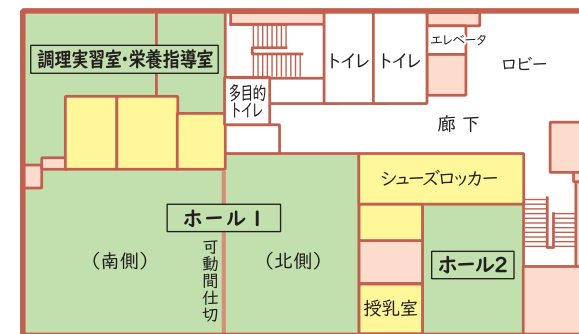 調理実習室・栄養指導室
多目的
トイレ
トイレ
トイレ
エレベータ
ロビー
廊下
シューズロッカー
ホール1
(南側)
可動間仕切
(北側)
ホール2
授乳室